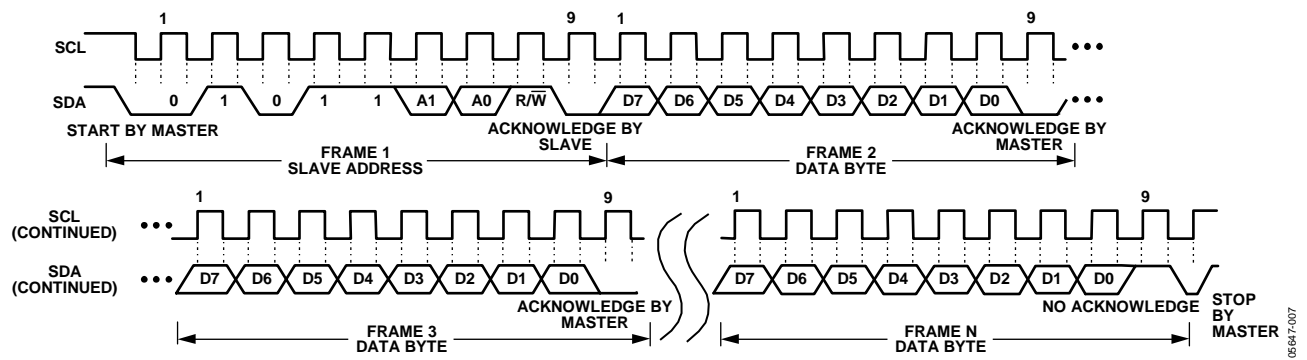 1 9 1 9
SCL
SDA 0 1 0 1 1 A1 A0 R/W̅ D7 D6 D5 D4 D3 D2 D1 D0
START BY MASTER ACKNOWLEDGE BY SLAVE ACKNOWLEDGE BY MASTER
FRAME 1
SLAVE ADDRESS
FRAME 2
DATA BYTE
1 9 1 9
SCL
(CONTINUED)
SDA
(CONTINUED)
D7 D6 D5 D4 D3 D2 D1 D0 D7 D6 D5 D4 D3 D2 D1 D0
ACKNOWLEDGE BY MASTER NO ACKNOWLEDGE STOP BY MASTER
FRAME 3
DATA BYTE
FRAME N
DATA BYTE
05647-007